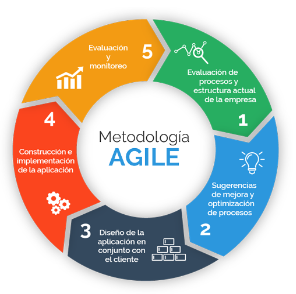 Metodología
AGILE
Evaluación de
procesos y
estructura actual
de la empresa
1
Sugerencias
de mejora y
optimización
de procesos
2
Diseño de la
aplicación en
conjunto con
el cliente
3
Construcción e
implementación
de la aplicación
4
Evaluación
y
monitoreo
5